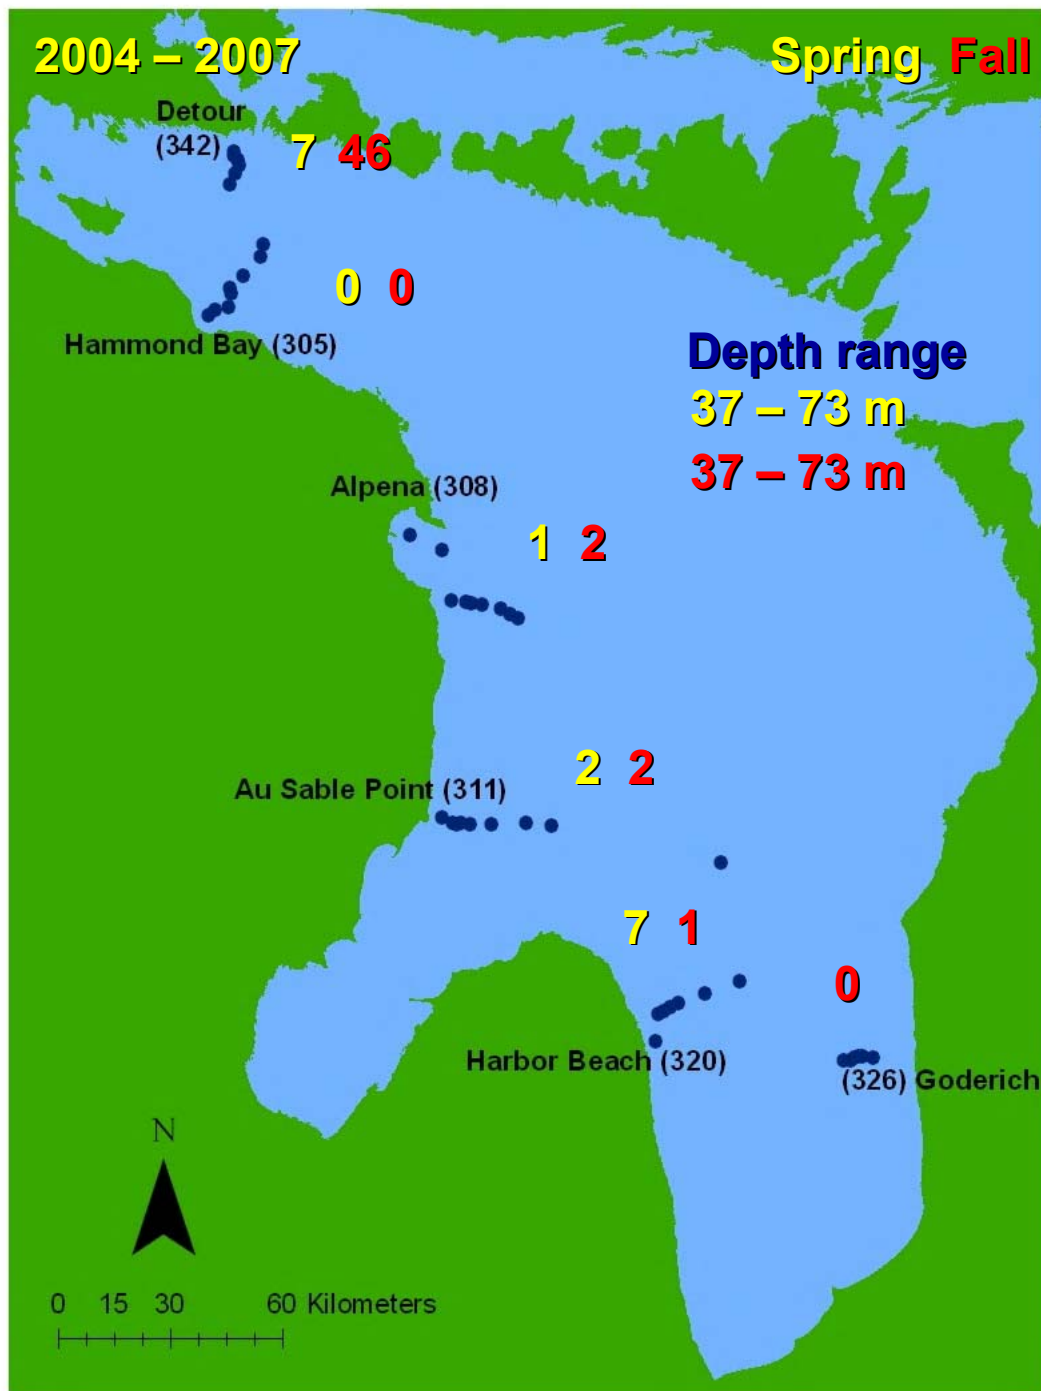 2004 – 2007
Spring Fall
Detour
(342)
7 46
0 0
Hammond Bay (305)
Depth range
37 – 73 m
37 – 73 m
Alpena (308)
1 2
2 2
Au Sable Point (311)
7 1
0
Harbor Beach (320)
(326) Goderich
N
0 15 30 60 Kilometers